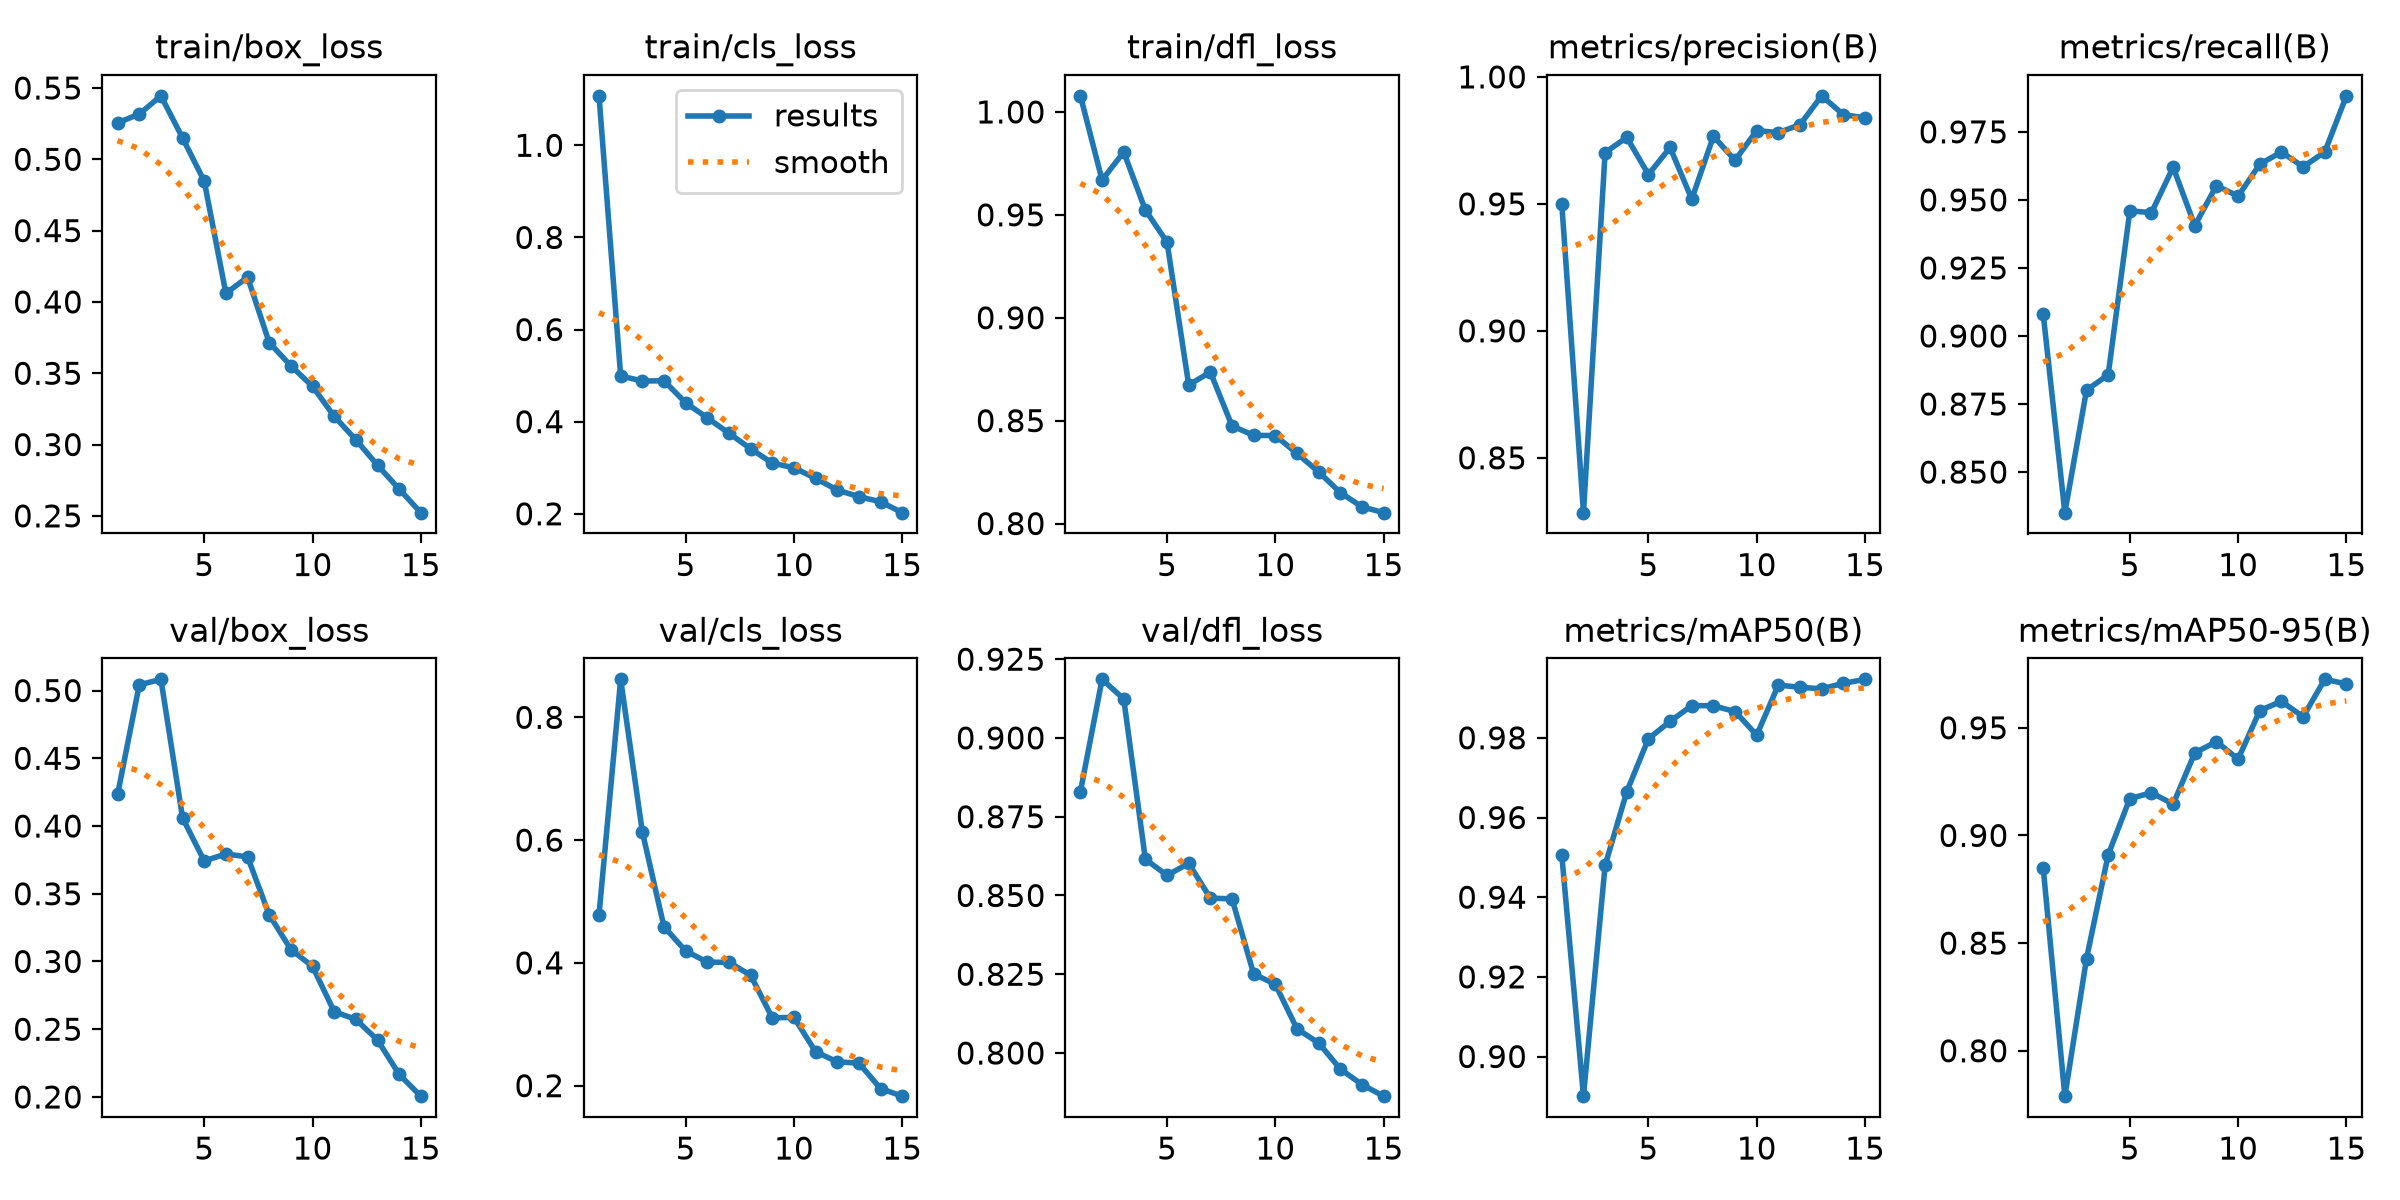 train/box_loss
0.55
0.50
0.45
0.40
0.35
0.30
0.25
5 10 15
train/cls_loss
results
smooth
1.0
0.8
0.6
0.4
0.2
5 10 15
train/dfl_loss
1.00
0.95
0.90
0.85
0.80
5 10 15
metrics/precision(B)
1.00
0.95
0.90
0.85
5 10 15
metrics/recall(B)
0.975
0.950
0.925
0.900
0.875
0.850
5 10 15
val/box_loss
0.50
0.45
0.40
0.35
0.30
0.25
0.20
5 10 15
val/cls_loss
0.8
0.6
0.4
0.2
5 10 15
val/dfl_loss
0.925
0.900
0.875
0.850
0.825
0.800
5 10 15
metrics/mAP50(B)
0.98
0.96
0.94
0.92
0.90
5 10 15
metrics/mAP50-95(B)
0.95
0.90
0.85
0.80
5 10 15